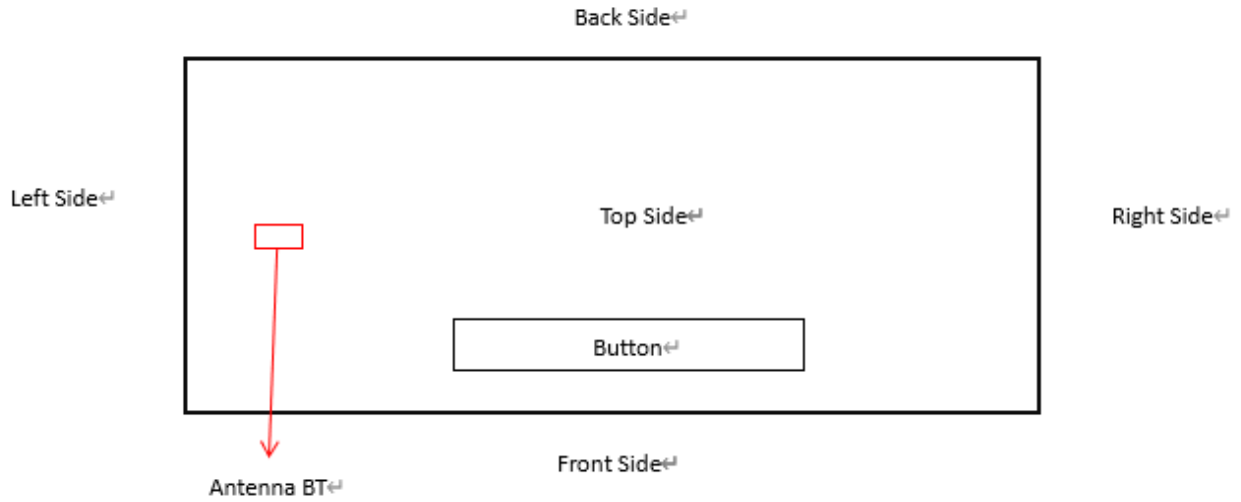 Back Side↵
Left Side↵
Top Side↵
Right Side↵
Button↵
Front Side↵
Antenna BT↵